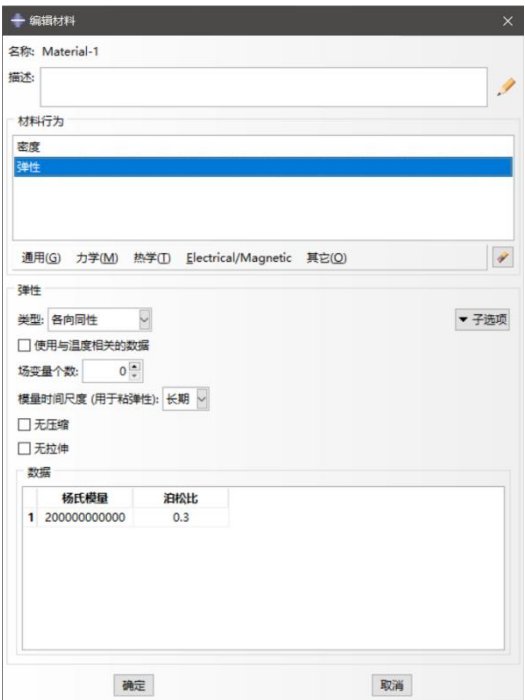 编辑材料
名称: Material-1
描述:
材料行为
密度
弹性
通用(G) 力学(M) 热学(T) Electrical/Magnetic 其它(O)
弹性
类型: 各向同性 子选项
使用与温度相关的数据
场变量个数: 0
模量时间尺度 (用于粘弹性): 长期
无压缩
无拉伸
数据
杨氏模量 泊松比
1 200000000000 0.3
确定 取消